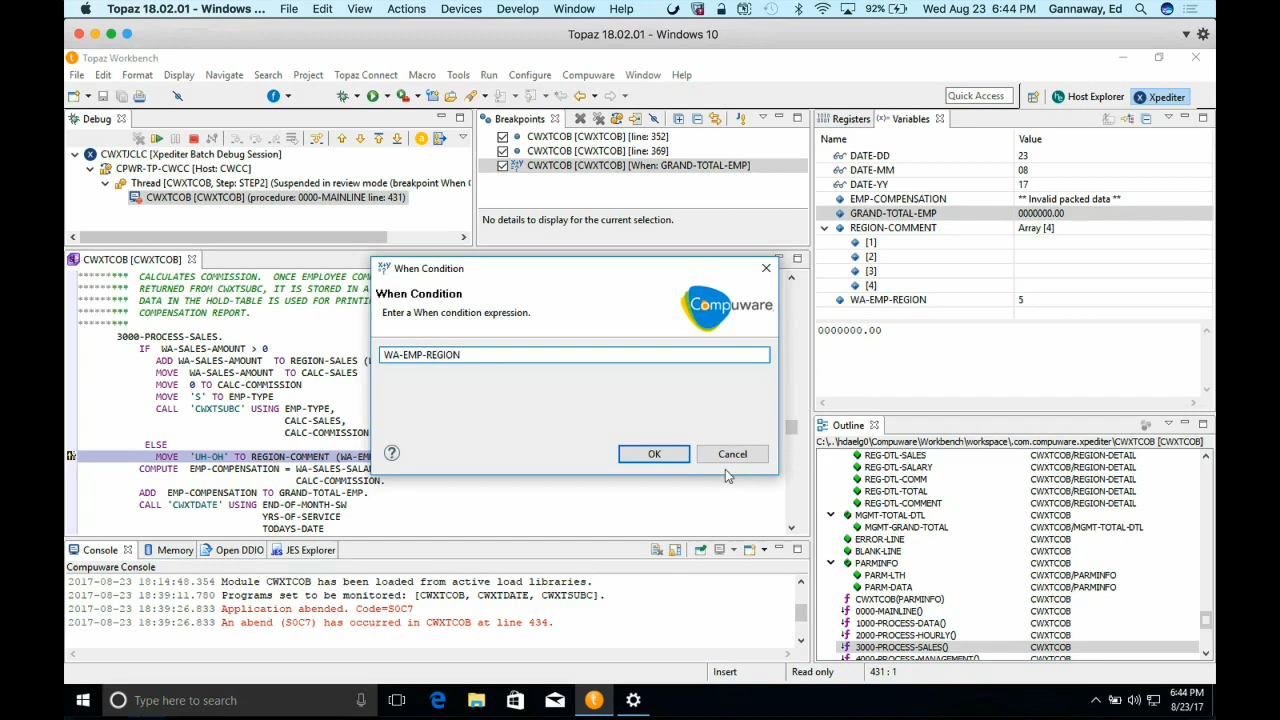 Topaz 18.02.01 - Windows ... File Edit View Actions Devices Develop Window Help 92% Wed Aug 23 6:44 PM Gannaway, Ed
Topaz 18.02.01 - Windows 10
Topaz Workbench
File Edit Format Display Navigate Search Project Topaz Connect Macro Tools Run Configure Compuware Window Help
Quick Access Host Explorer Xpediter
Debug
CWXTJCLC [Xpediter Batch Debug Session]
CPWR-TP-CWCC [Host: CWCC]
Thread [CWXTCOB, Step: STEP2] (Suspended in review mode (breakpoint When C
CWXTCOB [CWXTCOB] (procedure: 0000-MAINLINE line: 431)
Breakpoints
CWXTCOB [CWXTCOB] [line: 352]
CWXTCOB [CWXTCOB] [line: 369]
CWXTCOB [CWXTCOB] [When: GRAND-TOTAL-EMP]
No details to display for the current selection.
Registers Variables
Name Value
DATE-DD 23
DATE-MM 08
DATE-YY 17
EMP-COMPENSATION ** Invalid packed data **
GRAND-TOTAL-EMP 0000000.00
REGION-COMMENT Array [4]
[1]
[2]
[3]
[4]
WA-EMP-REGION 5
0000000.00
CWXTCOB [CWXTCOB]
******** CALCULATES COMMISSION. ONCE EMPLOYEE COM
******** RETURNED FROM CWXTSUBC, IT IS STORED IN A
******** DATA IN THE HOLD-TABLE IS USED FOR PRINTI
******** COMPENSATION REPORT.
********
3000-PROCESS-SALES.
IF WA-SALES-AMOUNT > 0
ADD WA-SALES-AMOUNT TO REGION-SALES (
MOVE WA-SALES-AMOUNT TO CALC-SALES
MOVE 0 TO CALC-COMMISSION
MOVE 'S' TO EMP-TYPE
CALL 'CWXTSUBC' USING EMP-TYPE,
CALC-SALES,
CALC-COMMIS
ELSE
MOVE 'UH-OH' TO REGION-COMMENT (WA-EM
COMPUTE EMP-COMPENSATION = WA-SALES-SALA
CALC-COMMISSION.
ADD EMP-COMPENSATION TO GRAND-TOTAL-EMP.
CALL 'CWXTDATE' USING END-OF-MONTH-SW
YRS-OF-SERVICE
TODAYS-DATE
When Condition
When Condition
Enter a When condition expression.
Compuware
WA-EMP-REGION
?
OK Cancel
Outline
C:\..\hdaelg0\Compuware\Workbench\workspace\.com.compuware.xpediter\CWXTCOB [CWXTCOB]
REG-DTL-SALES CWXTCOB/REGION-DETAIL
REG-DTL-SALARY CWXTCOB/REGION-DETAIL
REG-DTL-COMM CWXTCOB/REGION-DETAIL
REG-DTL-TOTAL CWXTCOB/REGION-DETAIL
REG-DTL-COMMENT CWXTCOB/REGION-DETAIL
MGMT-TOTAL-DTL CWXTCOB
MGMT-GRAND-TOTAL CWXTCOB/MGMT-TOTAL-DTL
ERROR-LINE CWXTCOB
BLANK-LINE CWXTCOB
PARMINFO CWXTCOB
PARM-LTH CWXTCOB/PARMINFO
PARM-DATA CWXTCOB/PARMINFO
CWXTCOB(PARMINFO) CWXTCOB
0000-MAINLINE() CWXTCOB
1000-PROCESS-DATA() CWXTCOB
2000-PROCESS-HOURLY() CWXTCOB
3000-PROCESS-SALES() CWXTCOB
4000-PROCESS-MANAGEMENT() CWXTCOB
Console Memory Open DDIO JES Explorer
Compuware Console
2017-08-23 18:14:48.354 Module CWXTCOB has been loaded from active load libraries.
2017-08-23 18:39:11.780 Programs set to be monitored: [CWXTCOB, CWXTDATE, CWXTSUBC].
2017-08-23 18:39:26.833 Application abended. Code=S0C7
2017-08-23 18:39:26.833 An abend (S0C7) has occurred in CWXTCOB at line 434.
Insert Read only 431 : 1
Type here to search
6:44 PM
8/23/17